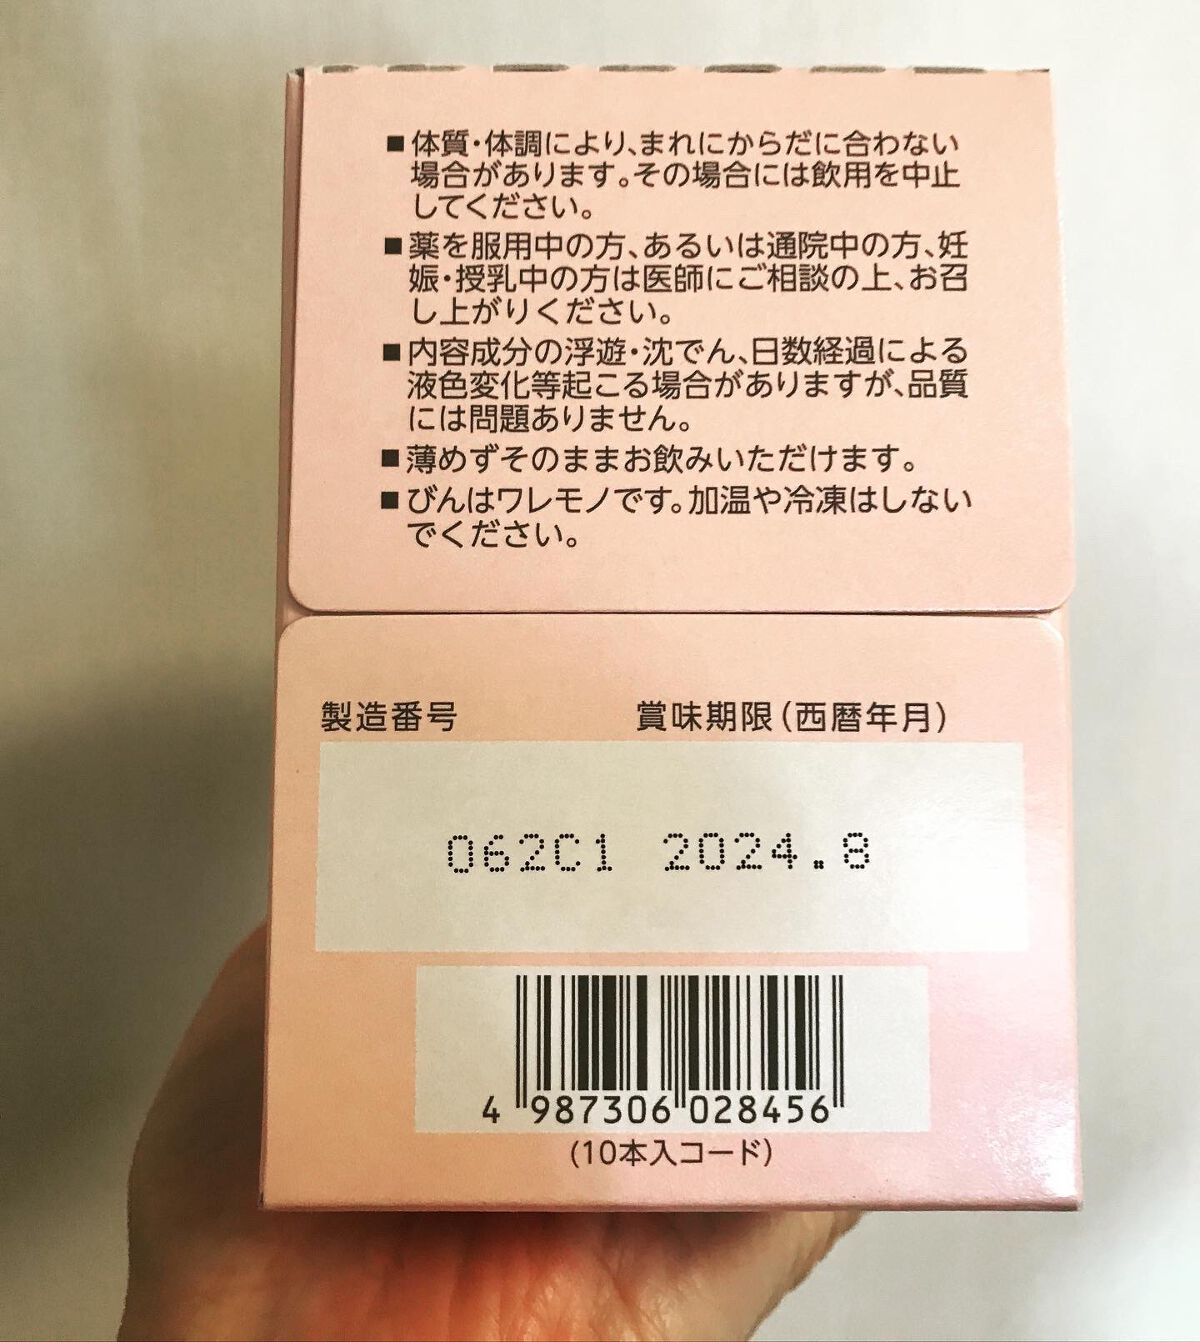 ■体質・体調により、まれにからだに合わない
場合があります。その場合には飲用を中止
してください。
■薬を服用中の方、あるいは通院中の方、妊
娠・授乳中の方は医師にご相談の上、お召
し上がりください。
■内容成分の浮遊・沈でん、日数経過による
液色変化等起こる場合がありますが、品質
には問題ありません。
■薄めずそのままお飲みいただけます。
■びんはワレモノです。加温や冷凍はしない
でください。
製造番号 賞味期限(西暦年月)
062C1 2024.8
4 987306 028456
(10本入コード)